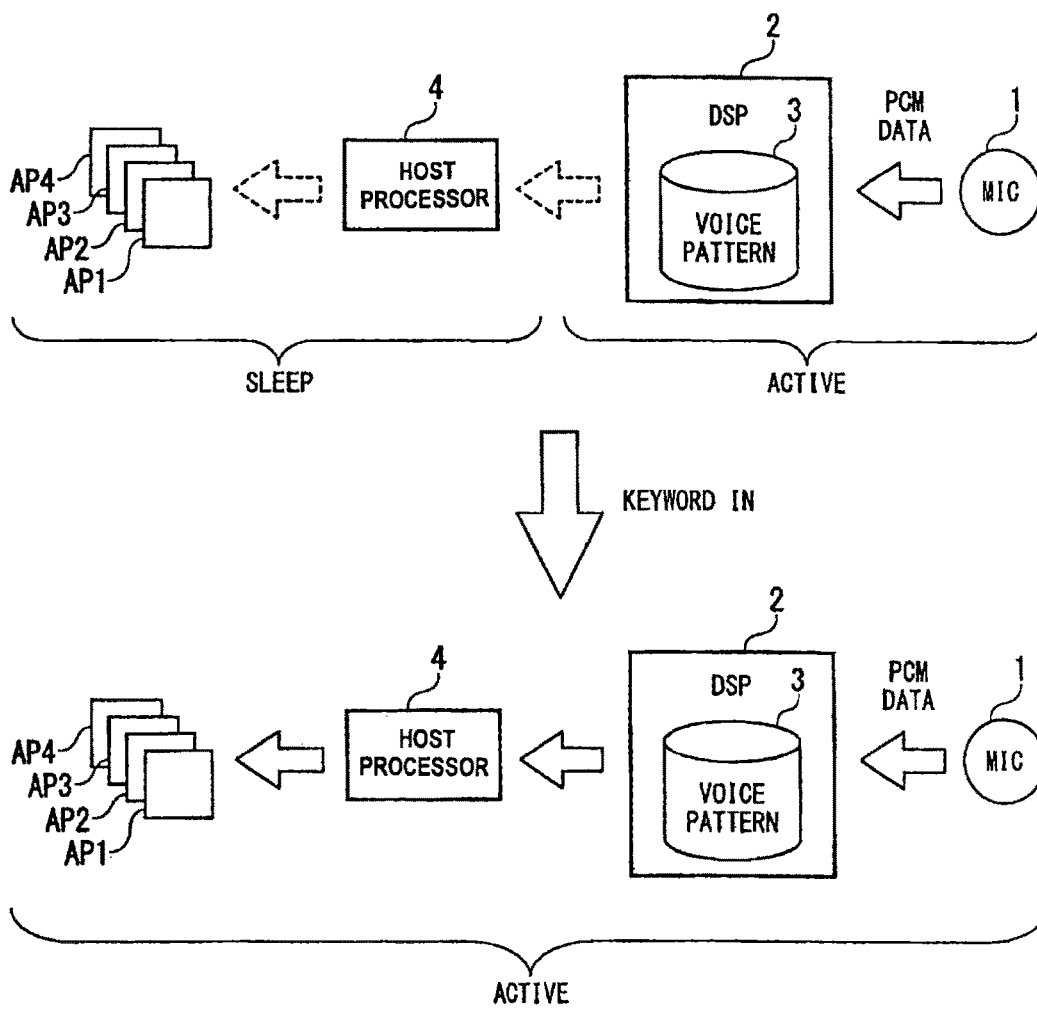 2
4
DSP
3
PCM
DATA
1
HOST
PROCESSOR
VOICE
PATTERN
MIC
AP4
AP3
AP2
AP1
SLEEP
ACTIVE
KEYWORD IN
2
4
DSP
3
PCM
DATA
1
HOST
PROCESSOR
VOICE
PATTERN
MIC
AP4
AP3
AP2
AP1
ACTIVE